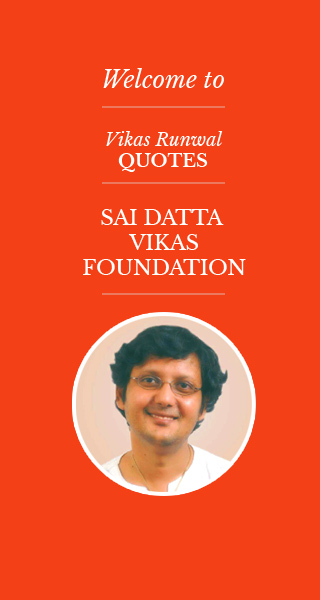 Welcome to
Vikas Runwal
QUOTES
SAI DATTA
VIKAS
FOUNDATION